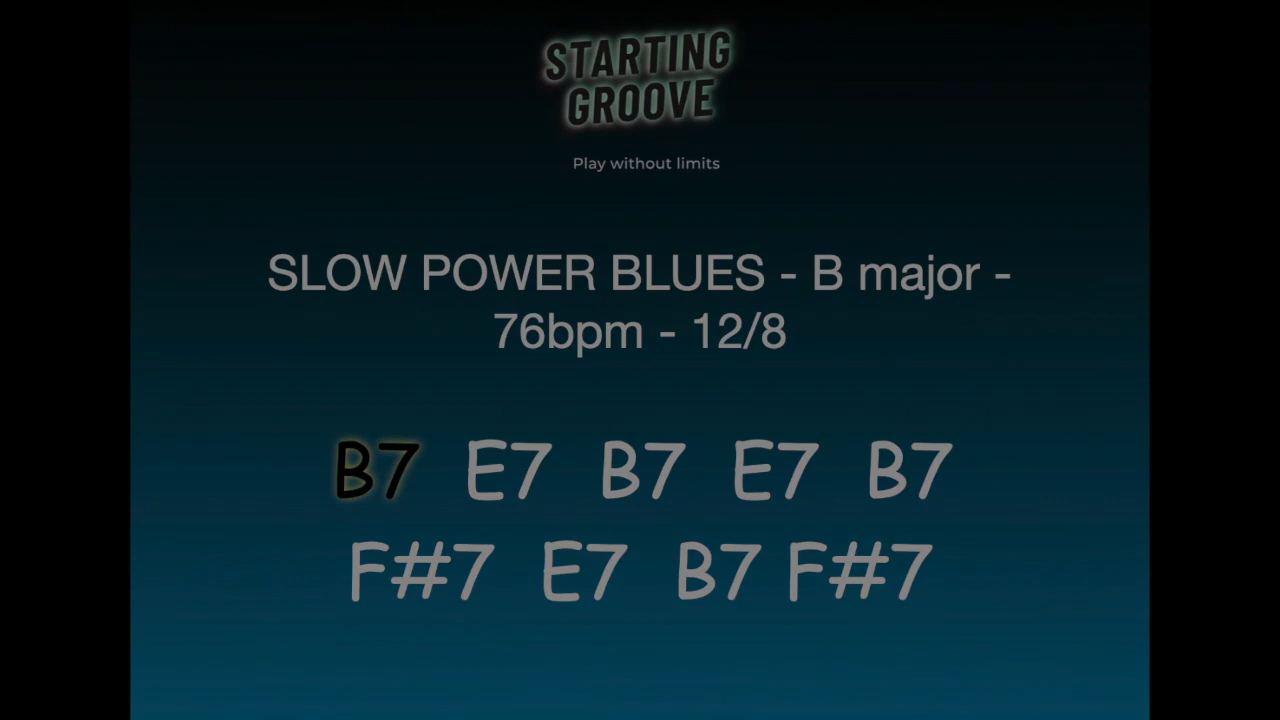 STARTING
GROOVE
Play without limits
SLOW POWER BLUES - B major -
76bpm - 12/8
B7 E7 B7 E7 B7
F#7 E7 B7 F#7